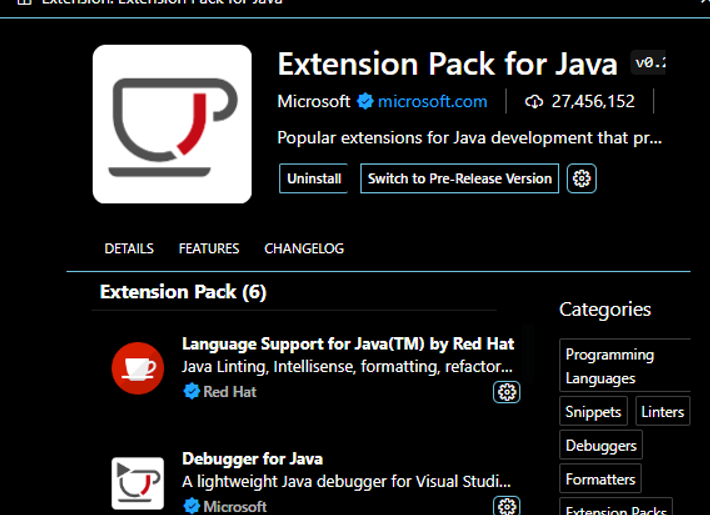 Extension: Extension Pack for Java
Extension Pack for Java v0.2
Microsoft microsoft.com 27,456,152
Popular extensions for Java development that pr...
Uninstall Switch to Pre-Release Version
DETAILS FEATURES CHANGELOG
Extension Pack (6)
Categories
Language Support for Java(TM) by Red Hat
Java Linting, Intellisense, formatting, refactor...
Red Hat
Debugger for Java
A lightweight Java debugger for Visual Studi...
Microsoft
Programming
Languages
Snippets Linters
Debuggers
Formatters
Extension Packs